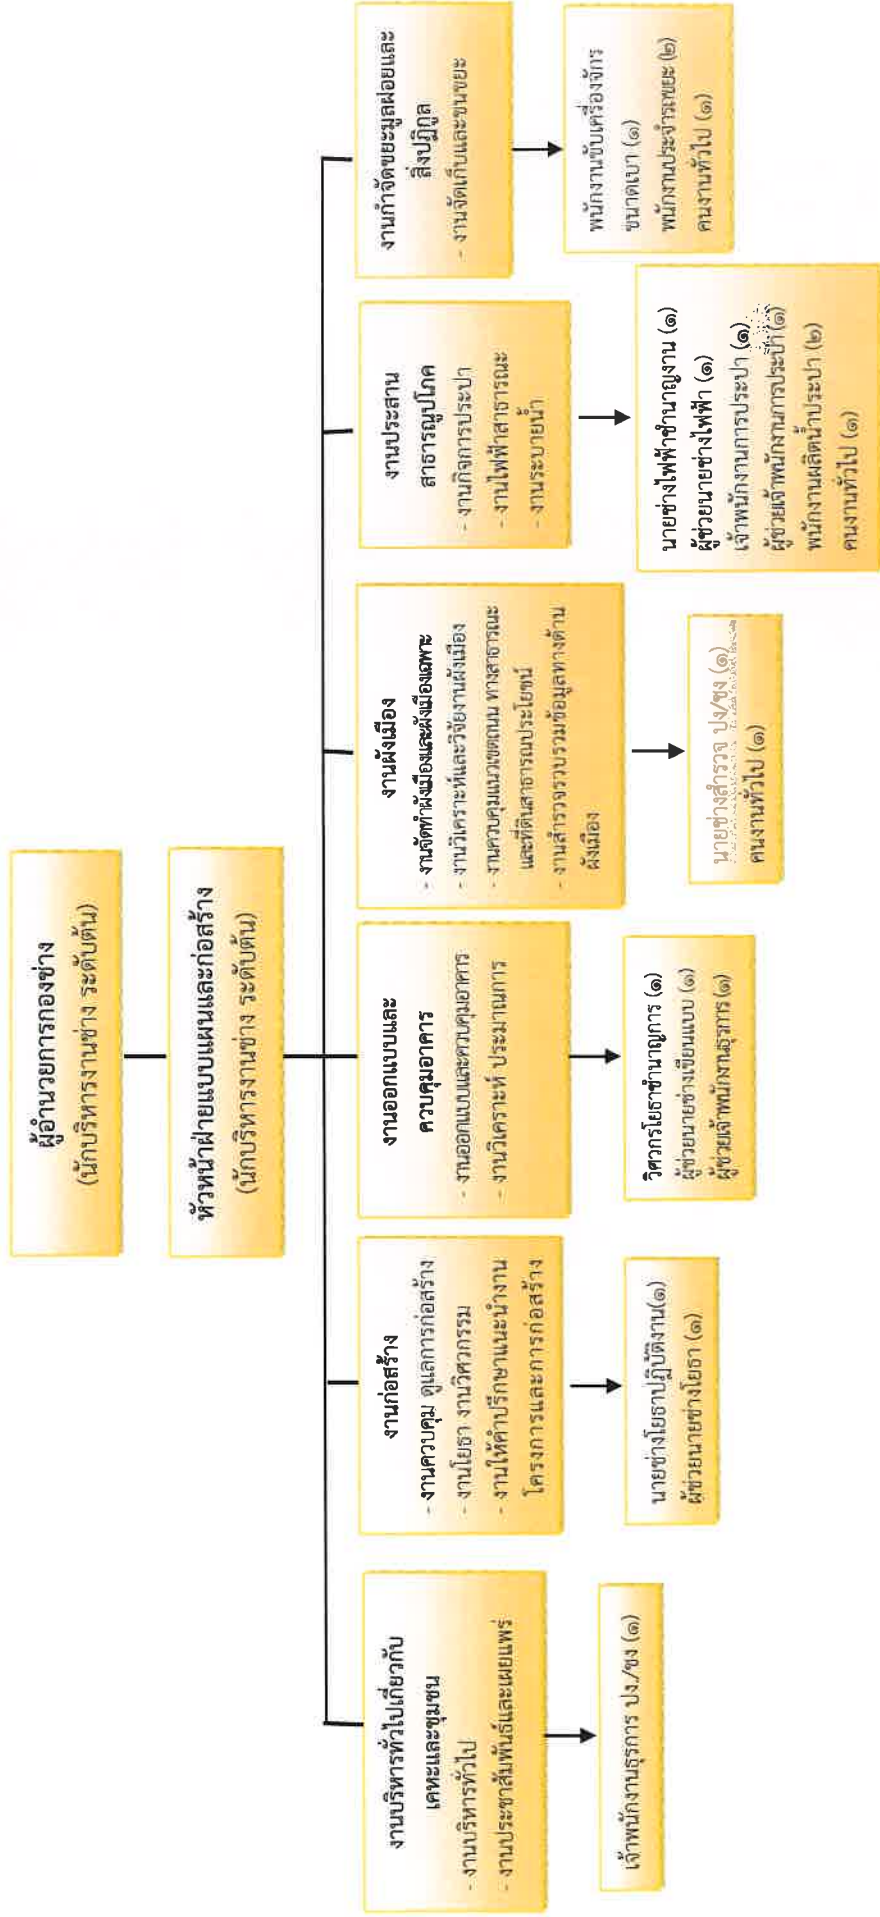 ผู้อำนวยการกองช่าง
(นักบริหารงานช่าง ระดับต้น)
หัวหน้าฝ่ายแบบแผนและก่อสร้าง
(นักบริหารงานช่าง ระดับต้น)
งานบริหารทั่วไปเกี่ยวกับ
เคหะและชุมชน
- งานบริหารทั่วไป
- งานประชาสัมพันธ์และเผยแพร่
เจ้าพนักงานธุรการ ปง./ชง (๑)
งานก่อสร้าง
- งานควบคุม ดูแลการก่อสร้าง
- งานโยธา งานวิศวกรรม
- งานให้คำปรึกษาแนะนำงาน
โครงการและการก่อสร้าง
นายช่างโยธาปฏิบัติงาน(๑)
ผู้ช่วยนายช่างโยธา (๑)
งานออกแบบและ
ควบคุมอาคาร
- งานออกแบบและควบคุมอาคาร
- งานวิเคราะห์ ประมาณการ
วิศวกรโยธาชำนาญการ (๑)
ผู้ช่วยนายช่างเขียนแบบ (๑)
ผู้ช่วยเจ้าพนักงานธุรการ (๑)
งานผังเมือง
- งานจัดทำผังเมืองและผังเมืองเฉพาะ
- งานวิเคราะห์และวิจัยงานผังเมือง
- งานควบคุมแนวเขตถนน ทางสาธารณะ
และที่ดินสาธารณประโยชน์
- งานสำรวจรวบรวมข้อมูลทางด้าน
ผังเมือง
นายช่างสำรวจ ปง/ชง (๑)
คนงานทั่วไป (๑)
งานประสาน
สาธารณูปโภค
- งานกิจการประปา
- งานไฟฟ้าสาธารณะ
- งานระบายน้ำ
นายช่างไฟฟ้าชำนาญงาน (๑)
ผู้ช่วยนายช่างไฟฟ้า (๑)
เจ้าพนักงานการประปา (๑)
ผู้ช่วยเจ้าพนักงานการประปา (๑)
พนักงานผลิตน้ำประปา (๒)
คนงานทั่วไป (๑)
งานกำจัดขยะมูลฝอยและ
สิ่งปฏิกูล
- งานจัดเก็บและขนขยะ
พนักงานขับเครื่องจักร
ขนาดเบา (๑)
พนักงานประจำรถขยะ (๒)
คนงานทั่วไป (๑)